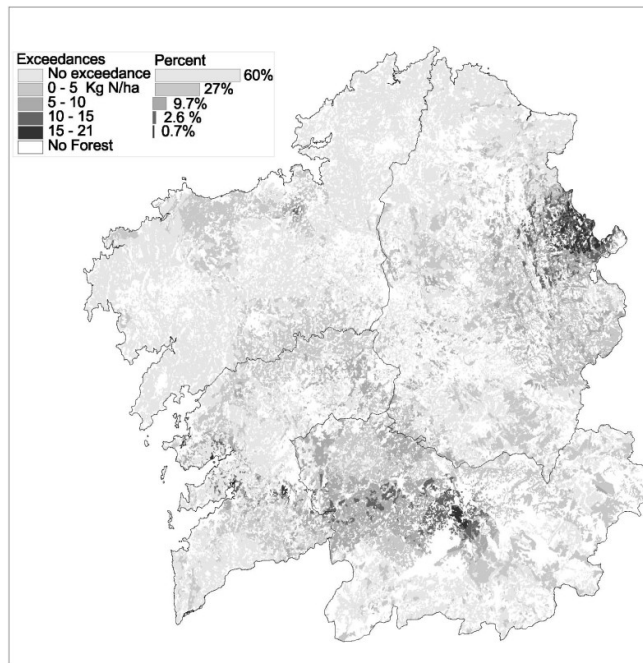 Exceedances Percent
No exceedance 60%
0 - 5 Kg N/ha 27%
5 - 10 9.7%
10 - 15 2.6 %
15 - 21 0.7%
No Forest